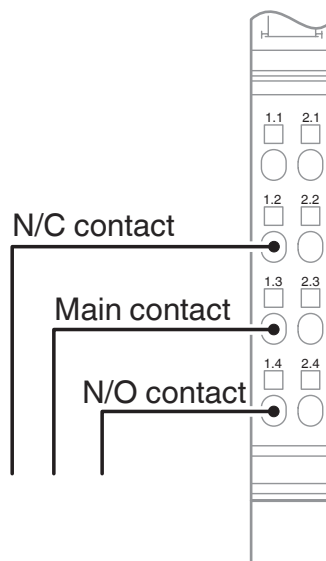 1.1 2.1
1.2 2.2
N/C contact
1.3 2.3
Main contact
1.4 2.4
N/O contact